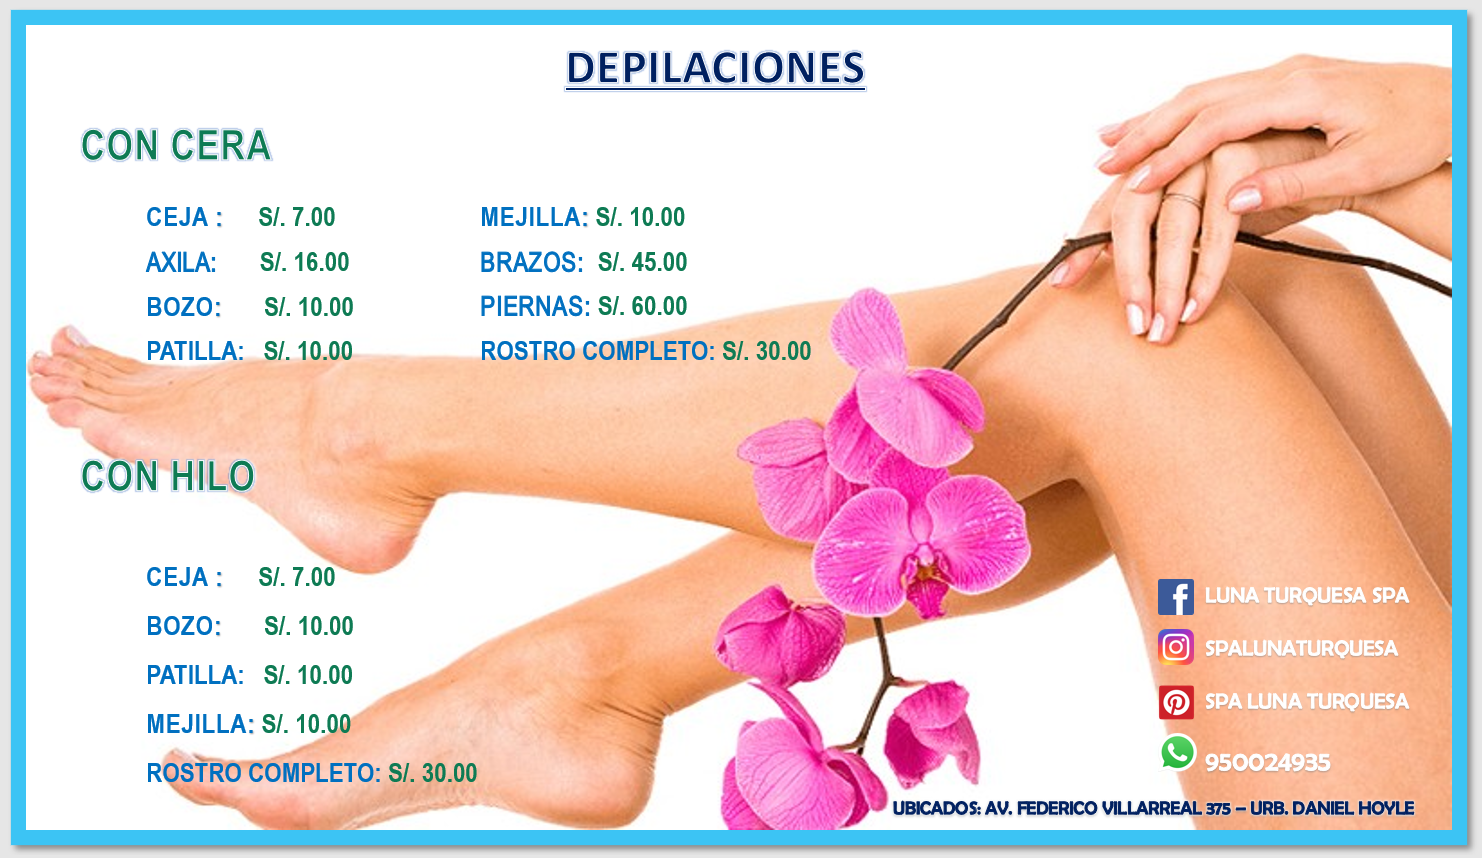 DEPILACIONES
CON CERA
CEJA : S/. 7.00
AXILA: S/. 16.00
BOZO: S/. 10.00
PATILLA: S/. 10.00
MEJILLA: S/. 10.00
BRAZOS: S/. 45.00
PIERNAS: S/. 60.00
ROSTRO COMPLETO: S/. 30.00
CON HILO
CEJA : S/. 7.00
BOZO: S/. 10.00
PATILLA: S/. 10.00
MEJILLA: S/. 10.00
ROSTRO COMPLETO: S/. 30.00
LUNA TURQUESA SPA
SPALUNATURQUESA
SPA LUNA TURQUESA
950024935
UBICADOS: AV. FEDERICO VILLARREAL 375 – URB. DANIEL HOYLE